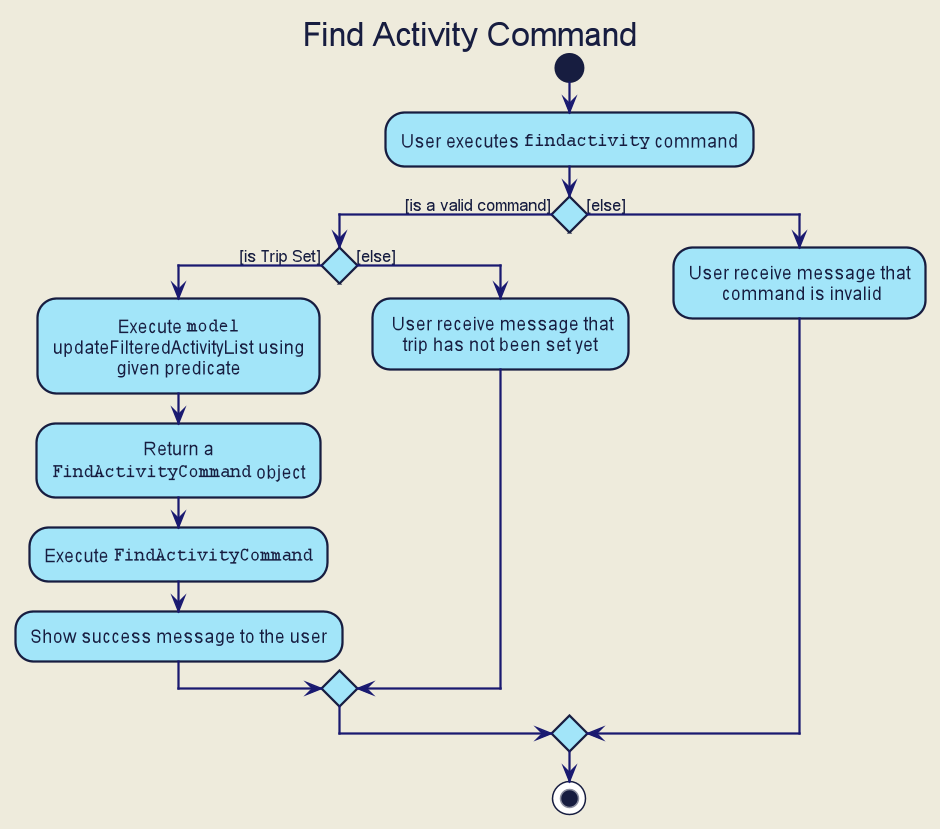 Find Activity Command
User executes findactivity command
[is a valid command]
[else]
[is Trip Set]
[else]
User receive message that
command is invalid
Execute model
updateFilteredActivityList using
given predicate
User receive message that
trip has not been set yet
Return a
FindActivityCommand object
Execute FindActivityCommand
Show success message to the user